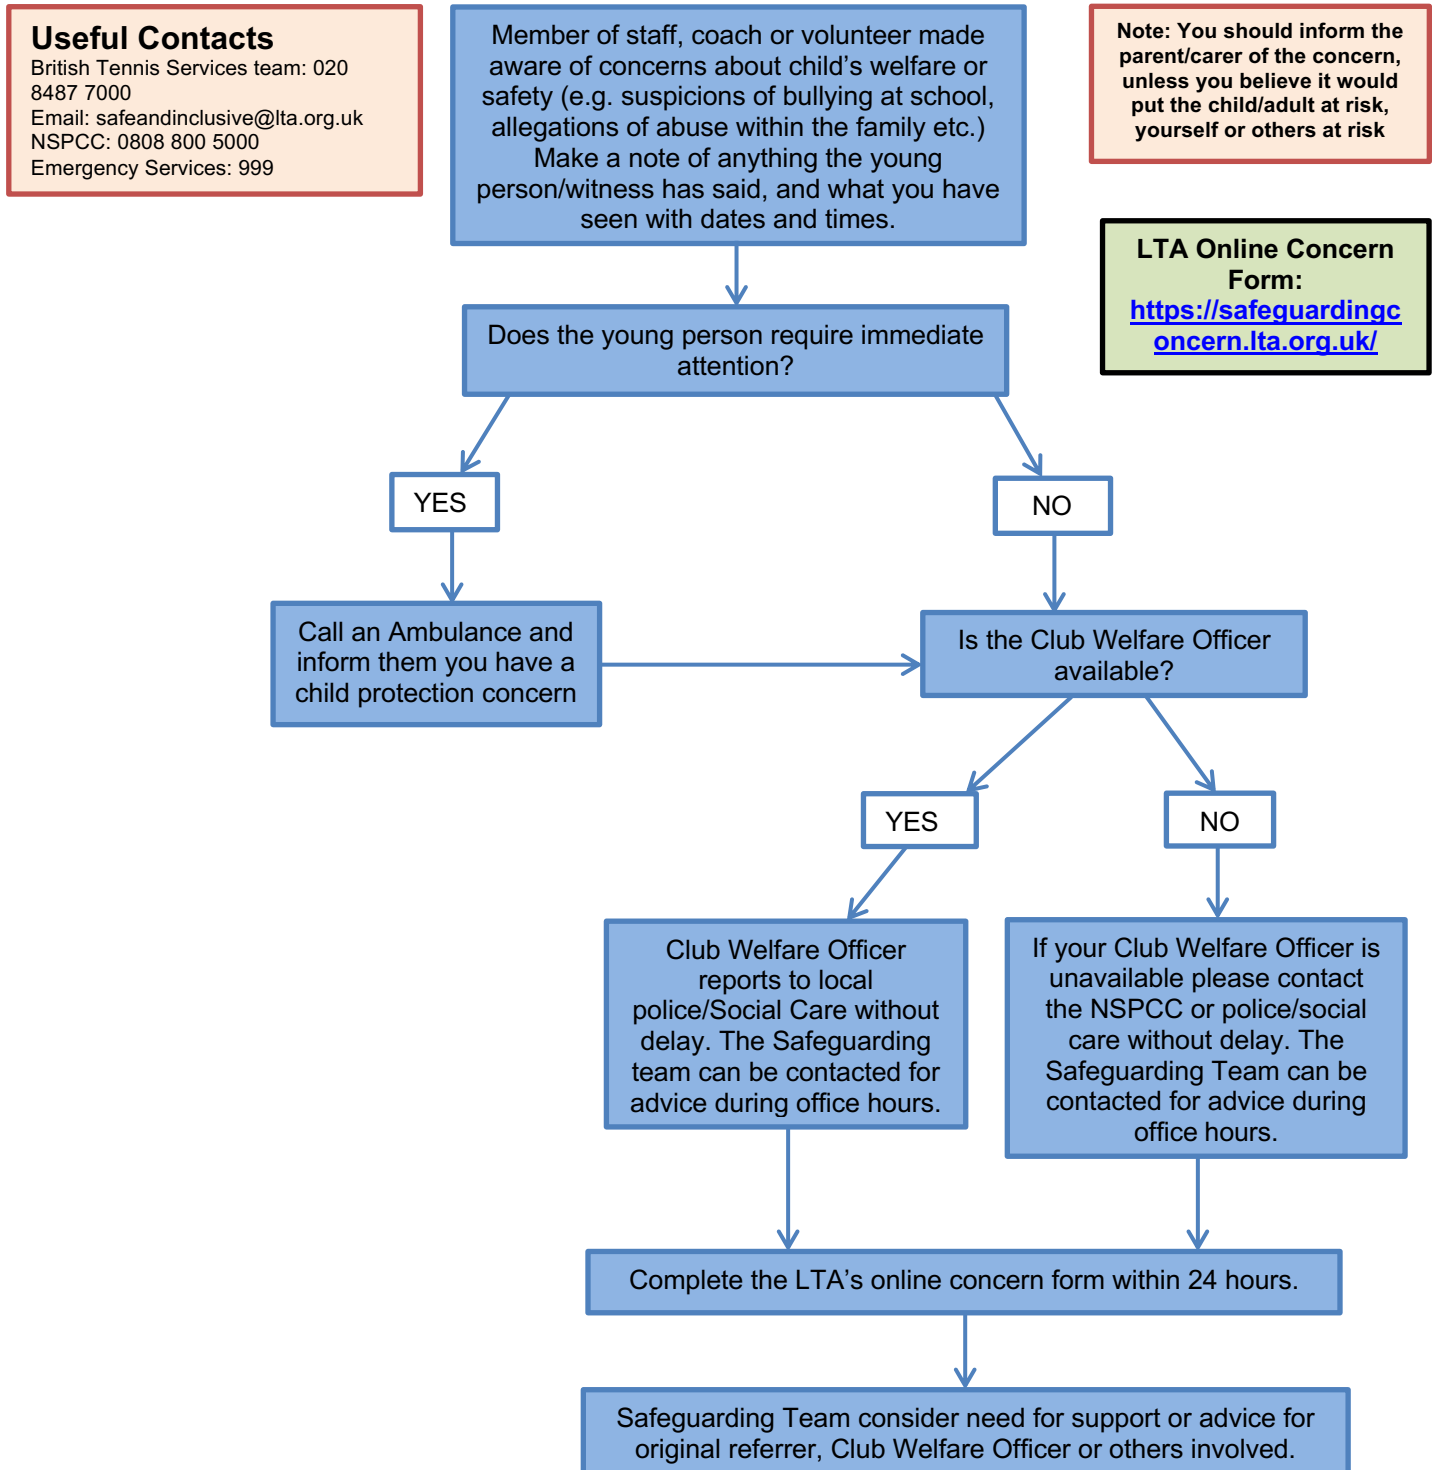 Useful Contacts
British Tennis Services team: 020
8487 7000
Email: safeandinclusive@lta.org.uk
NSPCC: 0808 800 5000
Emergency Services: 999
Member of staff, coach or volunteer made
aware of concerns about child’s welfare or
safety (e.g. suspicions of bullying at school,
allegations of abuse within the family etc.)
Make a note of anything the young
person/witness has said, and what you have
seen with dates and times.
Note: You should inform the
parent/carer of the concern,
unless you believe it would
put the child/adult at risk,
yourself or others at risk
LTA Online Concern
Form:
https://safeguardingc
oncern.lta.org.uk/
Does the young person require immediate
attention?
YES
NO
Call an Ambulance and
inform them you have a
child protection concern
Is the Club Welfare Officer
available?
YES
NO
Club Welfare Officer
reports to local
police/Social Care without
delay. The Safeguarding
team can be contacted for
advice during office hours.
If your Club Welfare Officer is
unavailable please contact
the NSPCC or police/social
care without delay. The
Safeguarding Team can be
contacted for advice during
office hours.
Complete the LTA’s online concern form within 24 hours.
Safeguarding Team consider need for support or advice for
original referrer, Club Welfare Officer or others involved.